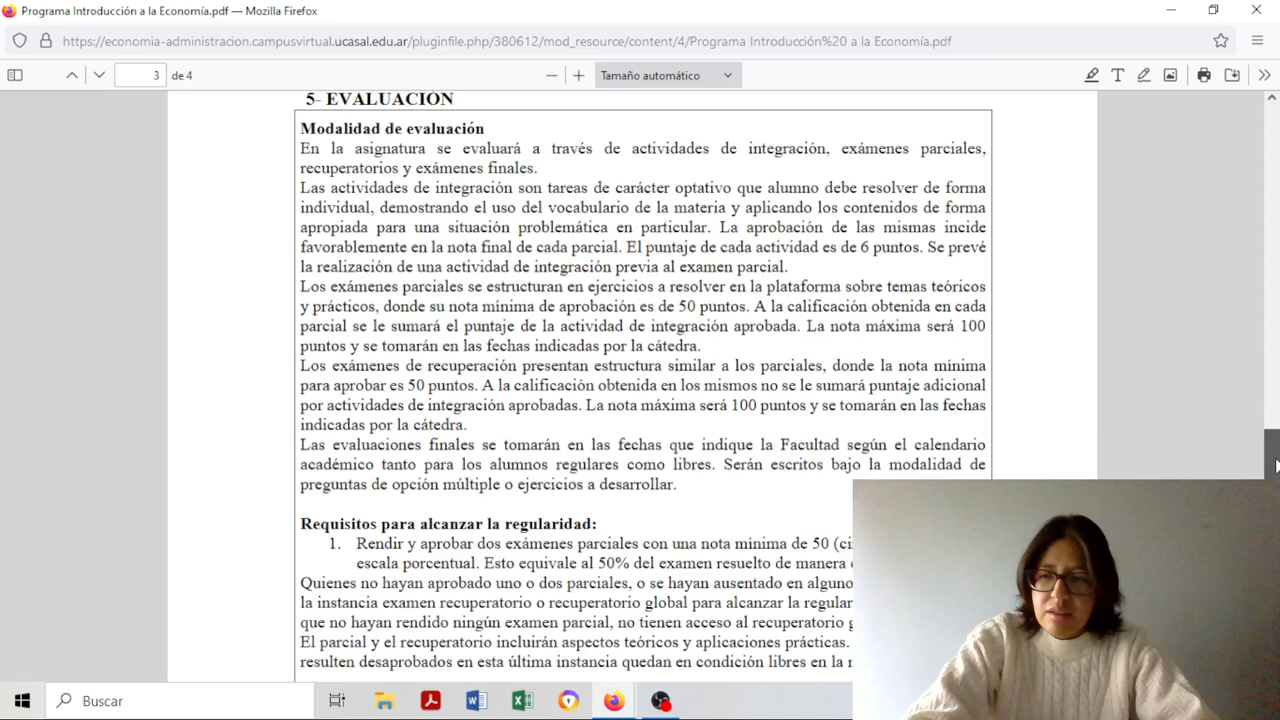 Programa Introducción a la Economía.pdf — Mozilla Firefox
https://economia-administracion.campusvirtual.ucasal.edu.ar/pluginfile.php/380612/mod_resource/content/4/Programa Introducción%20 a la Economía.pdf
3 de 4
Tamaño automático
5- EVALUACION
Modalidad de evaluación
En la asignatura se evaluará a través de actividades de integración, exámenes parciales,
recuperatorios y exámenes finales.
Las actividades de integración son tareas de carácter optativo que alumno debe resolver de forma
individual, demostrando el uso del vocabulario de la materia y aplicando los contenidos de forma
apropiada para una situación problemática en particular. La aprobación de las mismas incide
favorablemente en la nota final de cada parcial. El puntaje de cada actividad es de 6 puntos. Se prevé
la realización de una actividad de integración previa al examen parcial.
Los exámenes parciales se estructuran en ejercicios a resolver en la plataforma sobre temas teóricos
y prácticos, donde su nota mínima de aprobación es de 50 puntos. A la calificación obtenida en cada
parcial se le sumará el puntaje de la actividad de integración aprobada. La nota máxima será 100
puntos y se tomarán en las fechas indicadas por la cátedra.
Los exámenes de recuperación presentan estructura similar a los parciales, donde la nota mínima
para aprobar es 50 puntos. A la calificación obtenida en los mismos no se le sumará puntaje adicional
por actividades de integración aprobadas. La nota máxima será 100 puntos y se tomarán en las fechas
indicadas por la cátedra.
Las evaluaciones finales se tomarán en las fechas que indique la Facultad según el calendario
académico tanto para los alumnos regulares como libres. Serán escritos bajo la modalidad de
preguntas de opción múltiple o ejercicios a desarrollar.
Requisitos para alcanzar la regularidad:
1. Rendir y aprobar dos exámenes parciales con una nota mínima de 50
escala porcentual. Esto equivale al 50% del examen resuelto de manera
Quienes no hayan aprobado uno o dos parciales, o se hayan ausentado en alguno
la instancia examen recuperatorio o recuperatorio global para alcanzar la
que no hayan rendido ningún examen parcial, no tienen acceso al recuperatorio
El parcial y el recuperatorio incluirán aspectos teóricos y aplicaciones prácticas.
resulten desaprobados en esta última instancia quedan en condición libres en la
Buscar